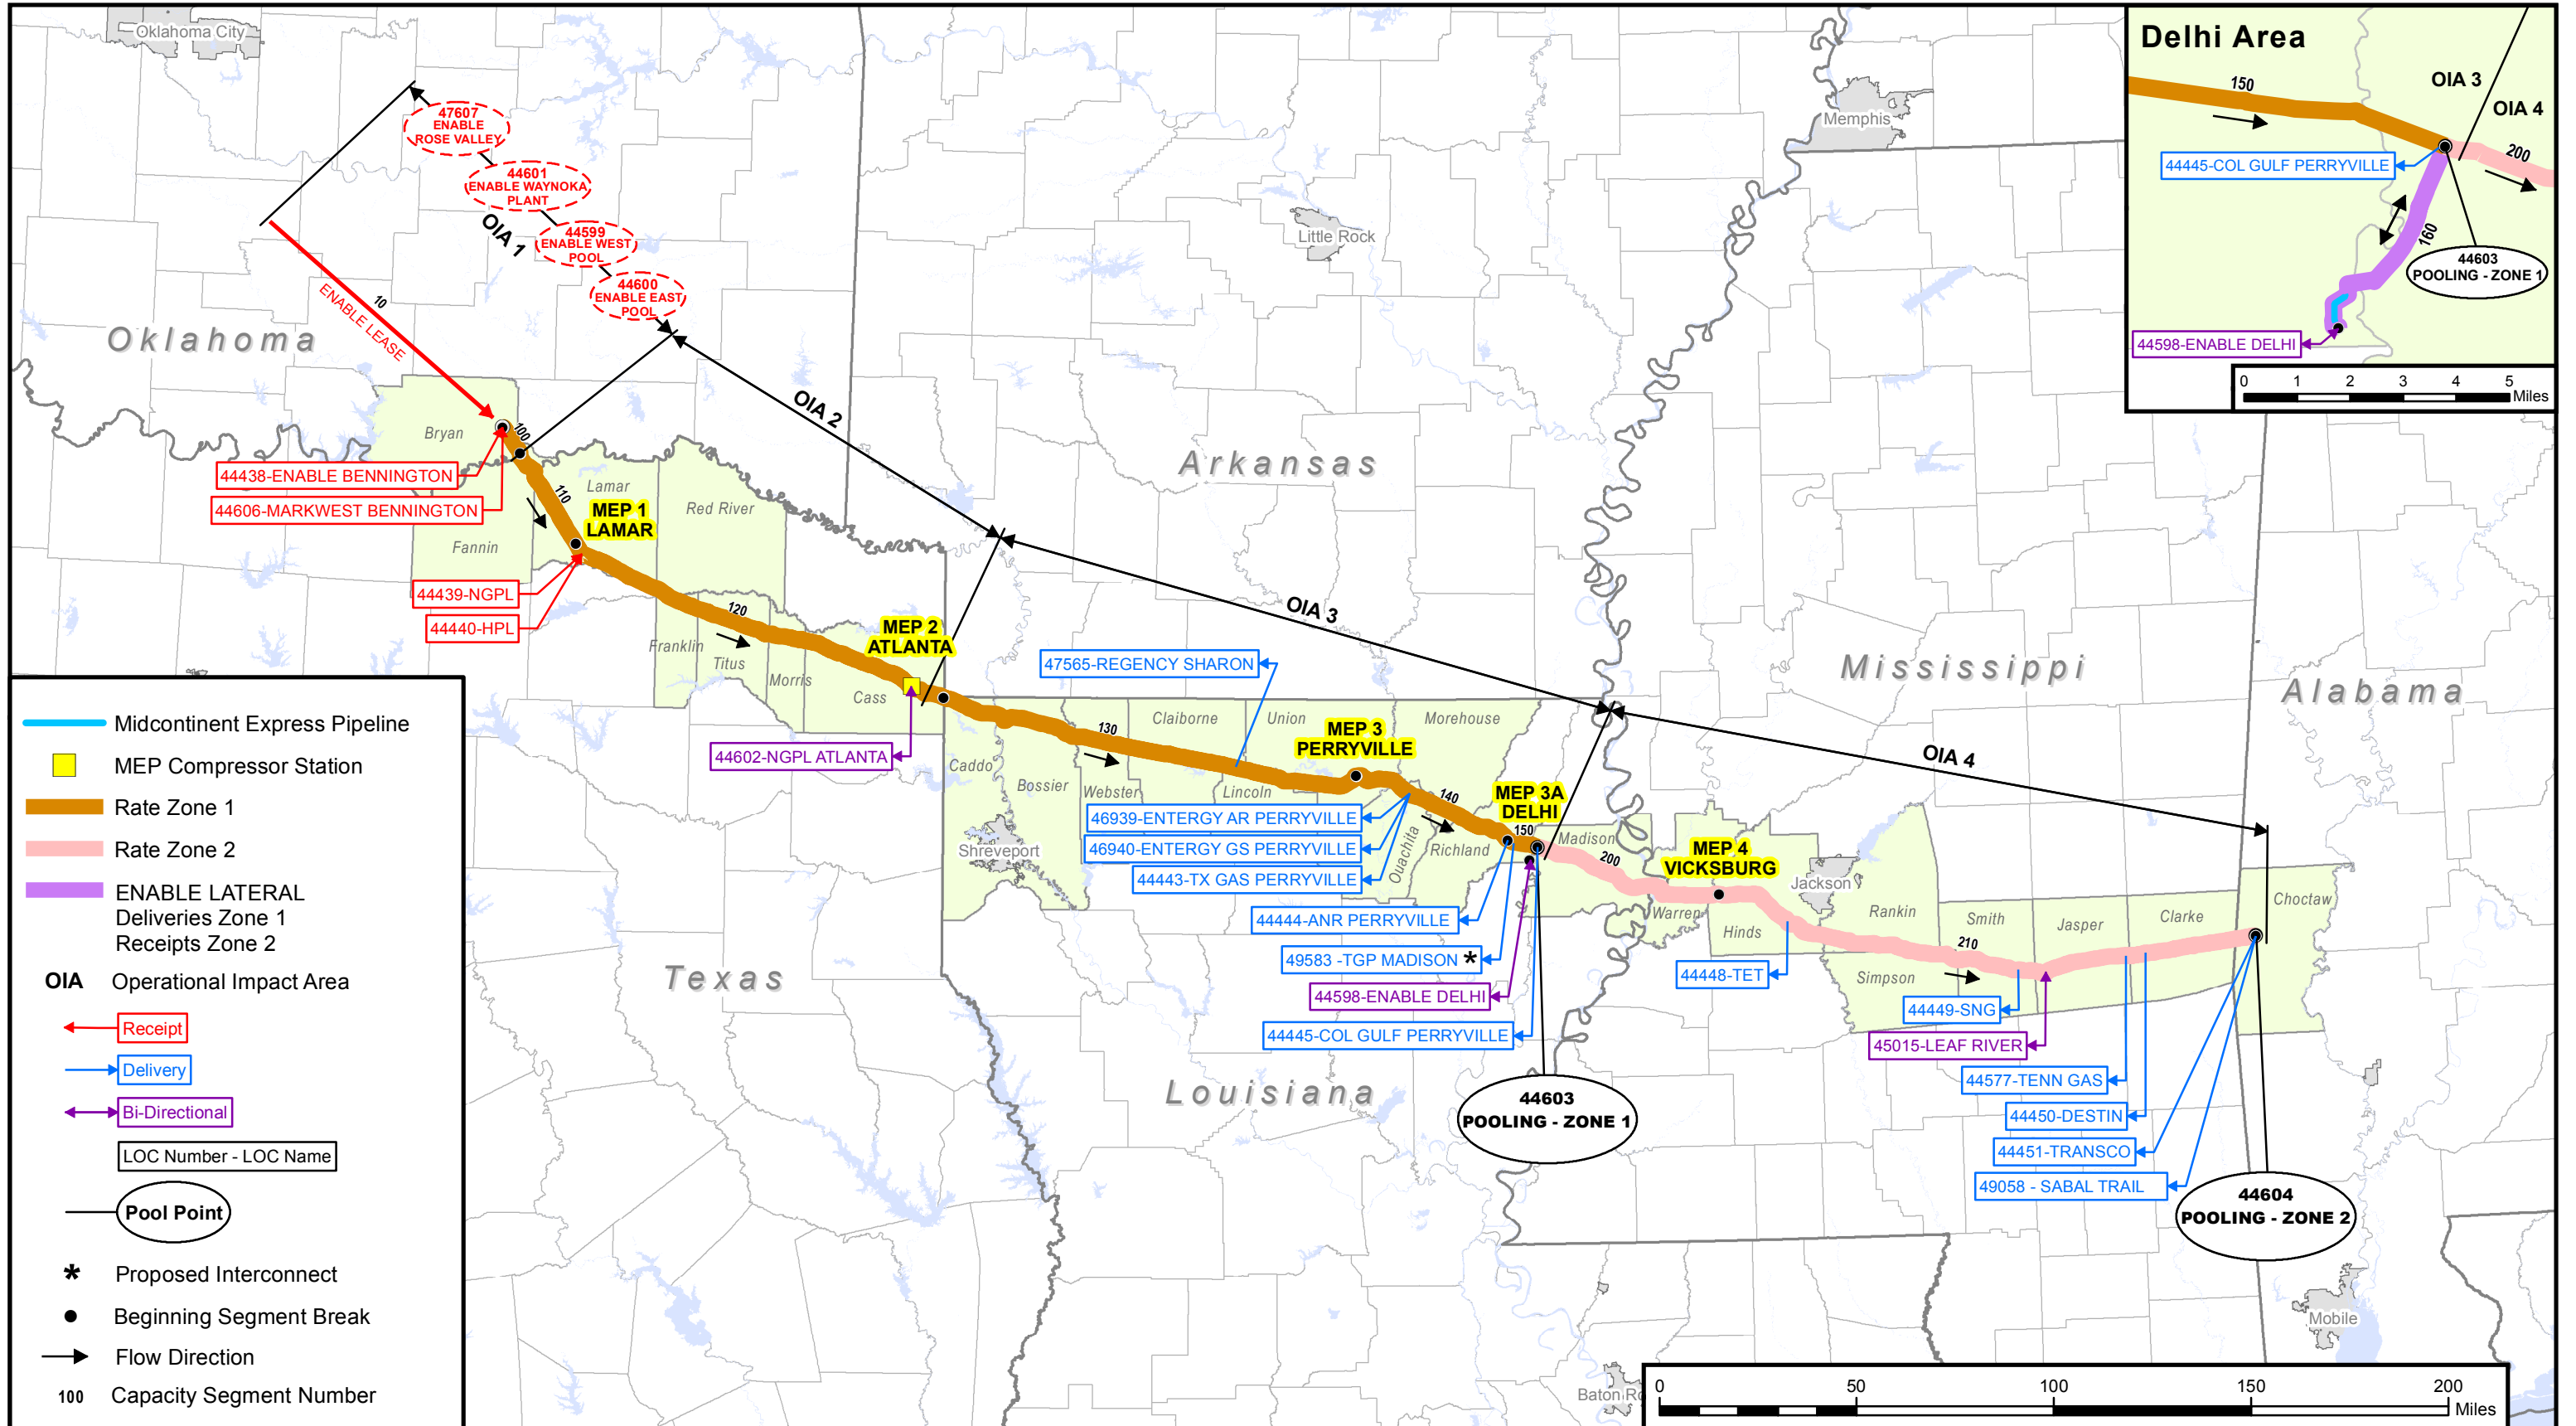 Oklahoma City
47607
ENABLE
ROSE VALLEY
44601
ENABLE WAYNOKA
PLANT
44599
ENABLE WEST
POOL
44600
ENABLE EAST
POOL
OIA 1
10
ENABLE LEASE
Oklahoma
OIA 2
Memphis
Little Rock
Arkansas
Delhi Area
150
OIA 3
OIA 4
200
44445-COL GULF PERRYVILLE
160
44603
POOLING - ZONE 1
44598-ENABLE DELHI
0 1 2 3 4 5
Miles
Bryan
100
44438-ENABLE BENNINGTON
44606-MARKWEST BENNINGTON
110
Lamar
MEP 1
LAMAR
Red River
Fannin
44439-NGPL
44440-HPL
120
Franklin
Titus
Morris
Cass
MEP 2
ATLANTA
44602-NGPL ATLANTA
OIA 3
47565-REGENCY SHARON
Mississippi
Alabama
Claiborne
Union
Morehouse
130
MEP 3
PERRYVILLE
Caddo
Bossier
Webster
Lincoln
Shreveport
46939-ENTERGY AR PERRYVILLE
46940-ENTERGY GS PERRYVILLE
44443-TX GAS PERRYVILLE
140
Ouachita
Richland
MEP 3A
DELHI
150
Madison
200
44444-ANR PERRYVILLE
49583 -TGP MADISON *
44598-ENABLE DELHI
44445-COL GULF PERRYVILLE
OIA 4
MEP 4
VICKSBURG
Jackson
Warren
Hinds
Rankin
Smith
Jasper
Clarke
Choctaw
Simpson
210
44448-TET
44449-SNG
45015-LEAF RIVER
44577-TENN GAS
44450-DESTIN
44451-TRANSCO
49058 - SABAL TRAIL
44603
POOLING - ZONE 1
44604
POOLING - ZONE 2
Texas
Louisiana
Mobile
Baton Ro
0 50 100 150 200
Miles
Midcontinent Express Pipeline
MEP Compressor Station
Rate Zone 1
Rate Zone 2
ENABLE LATERAL
Deliveries Zone 1
Receipts Zone 2
OIA Operational Impact Area
Receipt
Delivery
Bi-Directional
LOC Number - LOC Name
Pool Point
* Proposed Interconnect
Beginning Segment Break
Flow Direction
100 Capacity Segment Number